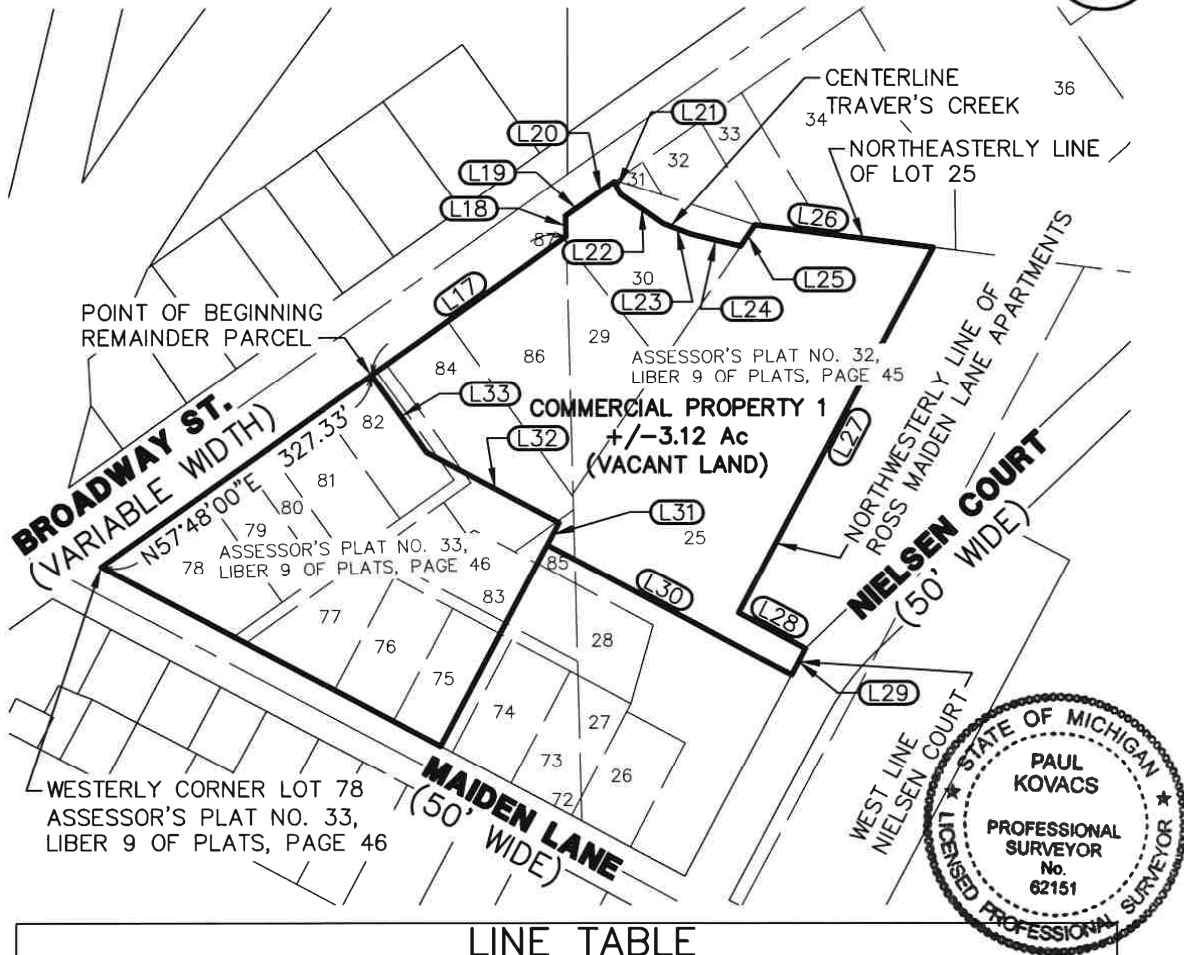 CENTERLINE
TRAVER'S CREEK
36
34
33
32
31
NORTHEASTERLY LINE
OF LOT 25
L21
L20
L19
L18
L26
87
L22
L25
30
L23
L24
L17
POINT OF BEGINNING
REMAINDER PARCEL
29
86
84
ASSESSOR'S PLAT NO. 32,
LIBER 9 OF PLATS, PAGE 45
L33
COMMERCIAL PROPERTY 1
+/-3.12 Ac
(VACANT LAND)
L32
L27
NORTHWESTERLY LINE OF
ROSS MAIDEN LANE APARTMENTS
BROADWAY ST.
(VARIABLE WIDTH)
N57°48'00"E 327.33'
82
81
80
79
78
ASSESSOR'S PLAT NO. 33,
LIBER 9 OF PLATS, PAGE 46
L31
25
85
83
77
76
75
L30
L28
NIELSEN COURT
(50' WIDE)
L29
28
74
27
73
26
72
WESTERLY CORNER LOT 78
ASSESSOR'S PLAT NO. 33,
LIBER 9 OF PLATS, PAGE 46
MAIDEN LANE
(50' WIDE)
WEST LINE
NIELSEN COURT
STATE OF MICHIGAN
PAUL
KOVACS
PROFESSIONAL
SURVEYOR
No.
62151
LICENSED PROFESSIONAL SURVEYOR
LINE TABLE